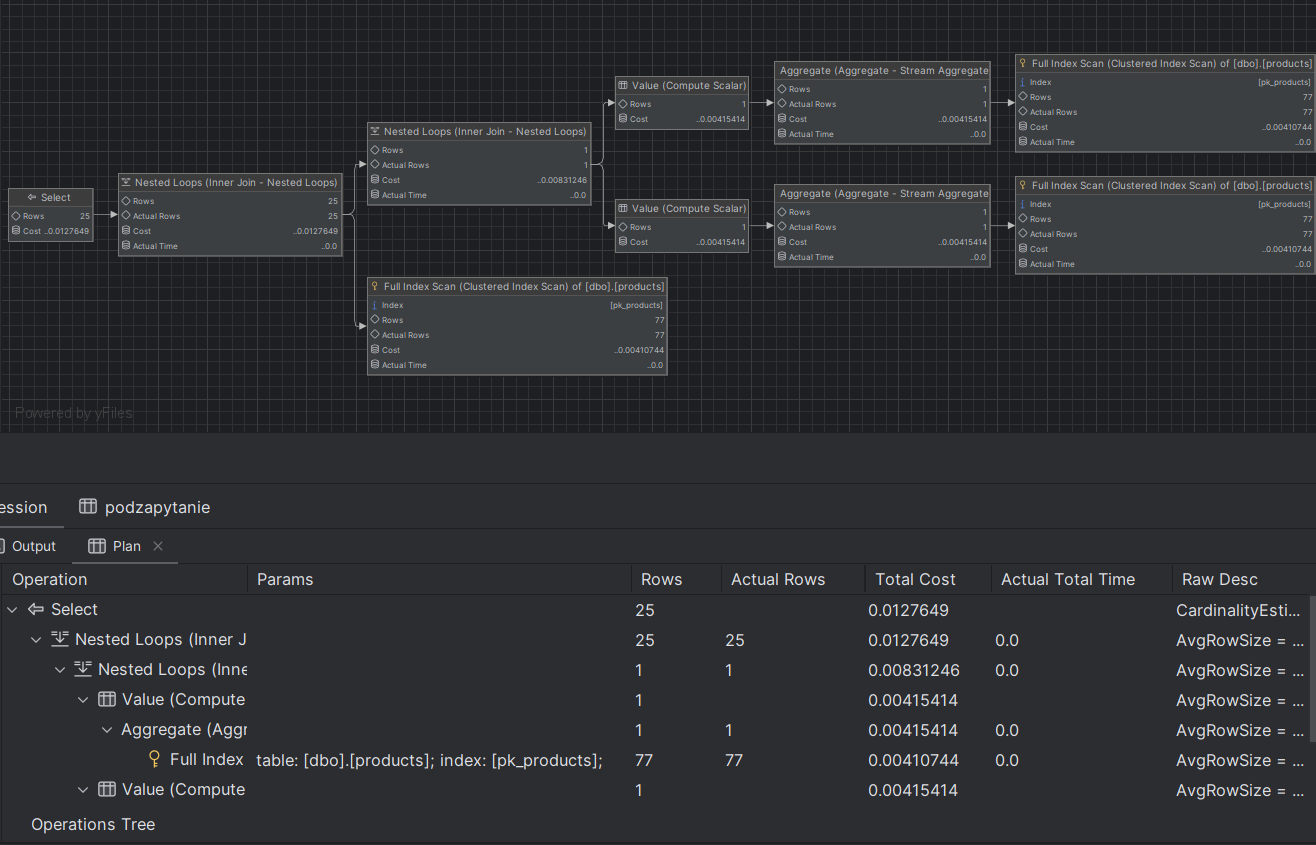 Select
Rows 25
Cost ..0.0127649
Nested Loops (Inner Join - Nested Loops)
Rows 25
Actual Rows 25
Cost ..0.0127649
Actual Time ..0.0
Nested Loops (Inner Join - Nested Loops)
Rows 1
Actual Rows 1
Cost ..0.00831246
Actual Time ..0.0
Value (Compute Scalar)
Rows 1
Cost ..0.00415414
Aggregate (Aggregate - Stream Aggregate
Rows 1
Actual Rows 1
Cost ..0.00415414
Actual Time ..0.0
Full Index Scan (Clustered Index Scan) of [dbo].[products]
Index [pk_products]
Rows 77
Actual Rows 77
Cost ..0.00410744
Actual Time ..0.0
Value (Compute Scalar)
Rows 1
Cost ..0.00415414
Aggregate (Aggregate - Stream Aggregate
Rows 1
Actual Rows 1
Cost ..0.00415414
Actual Time ..0.0
Full Index Scan (Clustered Index Scan) of [dbo].[products]
Index [pk_products]
Rows 77
Actual Rows 77
Cost ..0.00410744
Actual Time ..0.0
Full Index Scan (Clustered Index Scan) of [dbo].[products]
Index [pk_products]
Rows 77
Actual Rows 77
Cost ..0.00410744
Actual Time ..0.0
Powered by yFiles
ession podzapytanie
Output Plan
Operation Params Rows Actual Rows Total Cost Actual Total Time Raw Desc
Select 25 0.0127649 CardinalityEsti...
Nested Loops (Inner J 25 25 0.0127649 0.0 AvgRowSize = ...
Nested Loops (Inne 1 1 0.00831246 0.0 AvgRowSize = ...
Value (Compute 1 0.00415414 AvgRowSize = ...
Aggregate (Aggr 1 1 0.00415414 0.0 AvgRowSize = ...
Full Index table: [dbo].[products]; index: [pk_products]; 77 77 0.00410744 0.0 AvgRowSize = ...
Value (Compute 1 0.00415414 AvgRowSize = ...
Operations Tree